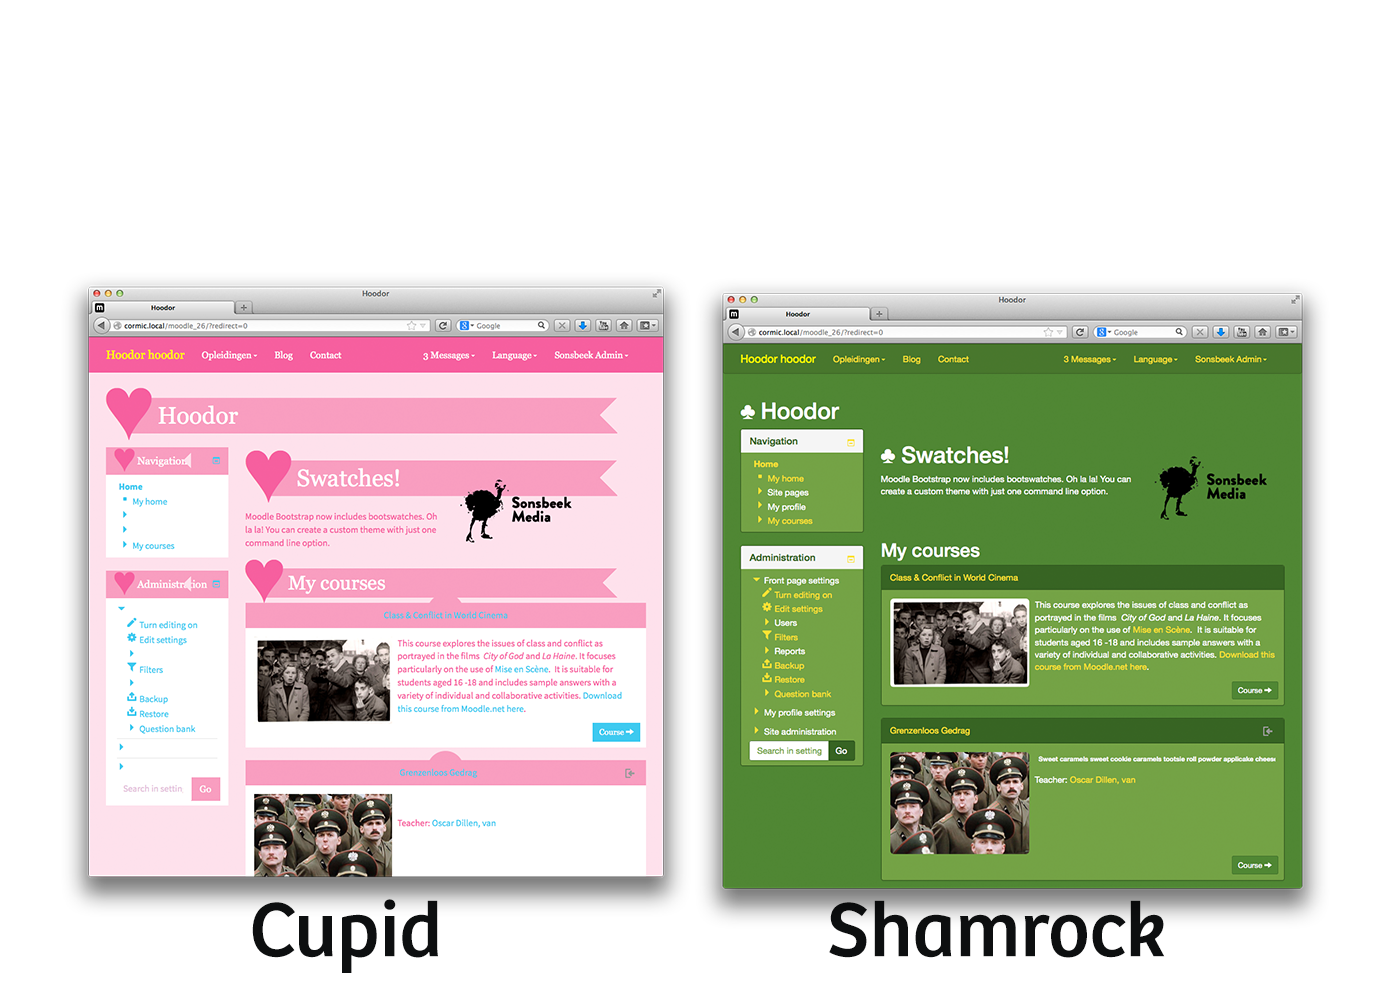 Hoodor
m Hoodor
cormic.local/moodle_26/?redirect=0
Google
Hoodor hoodor Opleidingen Blog Contact 3 Messages Language Sonsbeek Admin
Hoodor
Navigation
Home
My home
My courses
Administration
Turn editing on
Edit settings
Filters
Backup
Restore
Question bank
Search in settin Go
Swatches!
Moodle Bootstrap now includes bootswatches. Oh
la la! You can create a custom theme with just one
command line option.
Sonsbeek
Media
My courses
Class & Conflict in World Cinema
This course explores the issues of class and conflict as
portrayed in the films City of God and La Haine. It focuses
particularly on the use of Mise en Scène. It is suitable for
students aged 16 -18 and includes sample answers with a
variety of individual and collaborative activities. Download
this course from Moodle.net here.
Course
Grenzenloos Gedrag
Teacher: Oscar Dillen, van
Cupid
Hoodor
m Hoodor
cormic.local/moodle_26/?redirect=0
Google
Hoodor hoodor Opleidingen Blog Contact 3 Messages Language Sonsbeek Admin
Hoodor
Navigation
Home
My home
Site pages
My profile
My courses
Administration
Front page settings
Turn editing on
Edit settings
Users
Filters
Reports
Backup
Restore
Question bank
My profile settings
Site administration
Search in setting Go
Swatches!
Moodle Bootstrap now includes bootswatches. Oh la la! You can
create a custom theme with just one command line option.
Sonsbeek
Media
My courses
Class & Conflict in World Cinema
This course explores the issues of class and conflict as
portrayed in the films City of God and La Haine. It focuses
particularly on the use of Mise en Scène. It is suitable for
students aged 16 -18 and includes sample answers with a
variety of individual and collaborative activities. Download this
course from Moodle.net here.
Course
Grenzenloos Gedrag
Sweet caramels sweet cookie caramels tootsie roll powder applicake chees
Teacher: Oscar Dillen, van
Course
Shamrock